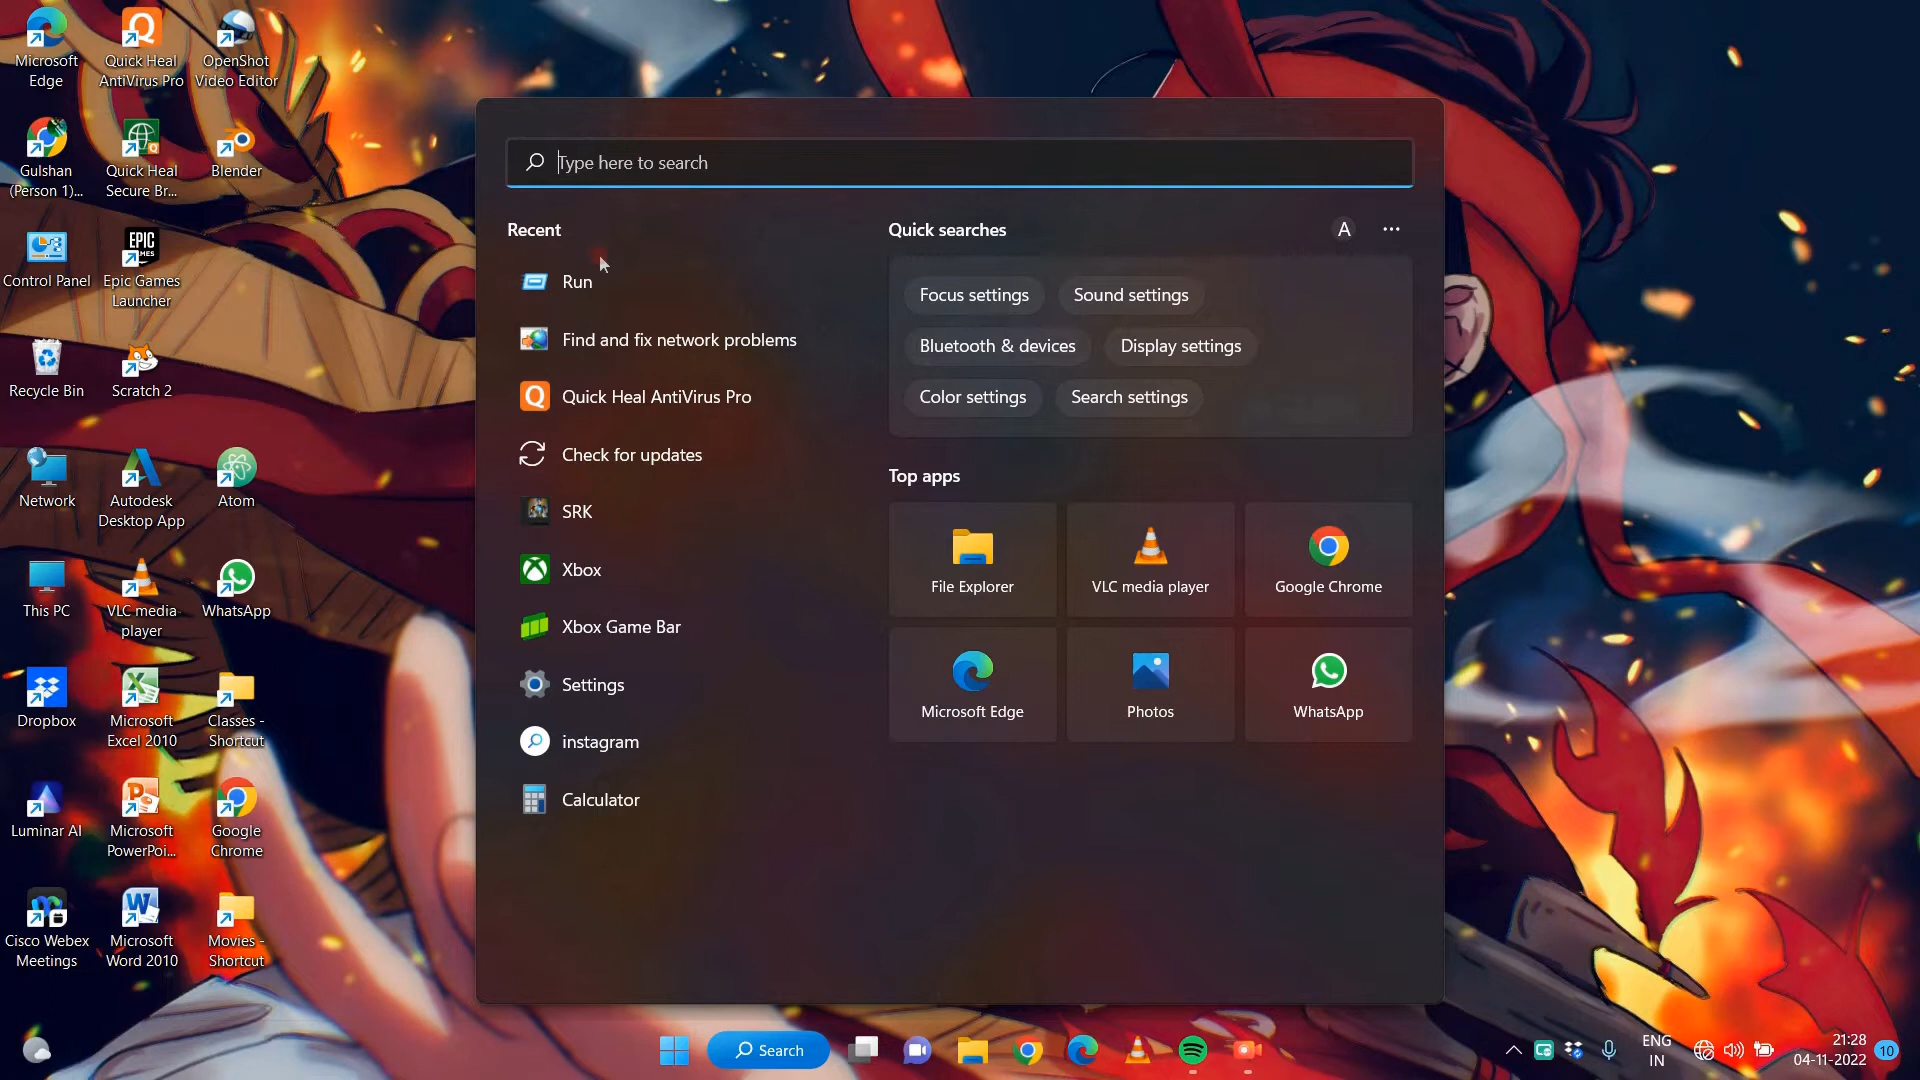 Microsoft
Edge
Quick Heal
AntiVirus Pro
OpenShot
Video Editor
Gulshan
(Person 1)...
Quick Heal
Secure Br...
Blender
Control Panel
EPIC
GAMES
Epic Games
Launcher
Recycle Bin
Scratch 2
Network
Autodesk
Desktop App
Atom
This PC
VLC media
player
WhatsApp
Dropbox
Microsoft
Excel 2010
Classes -
Shortcut
Luminar AI
Microsoft
PowerPoi...
Google
Chrome
Cisco Webex
Meetings
Microsoft
Word 2010
Movies -
Shortcut
Type here to search
Recent
Run
Find and fix network problems
Quick Heal AntiVirus Pro
Check for updates
SRK
Xbox
Xbox Game Bar
Settings
instagram
Calculator
Quick searches
A
Focus settings
Sound settings
Bluetooth & devices
Display settings
Color settings
Search settings
Top apps
File Explorer
VLC media player
Google Chrome
Microsoft Edge
Photos
WhatsApp
Search
ENG
IN
21:28
04-11-2022
10